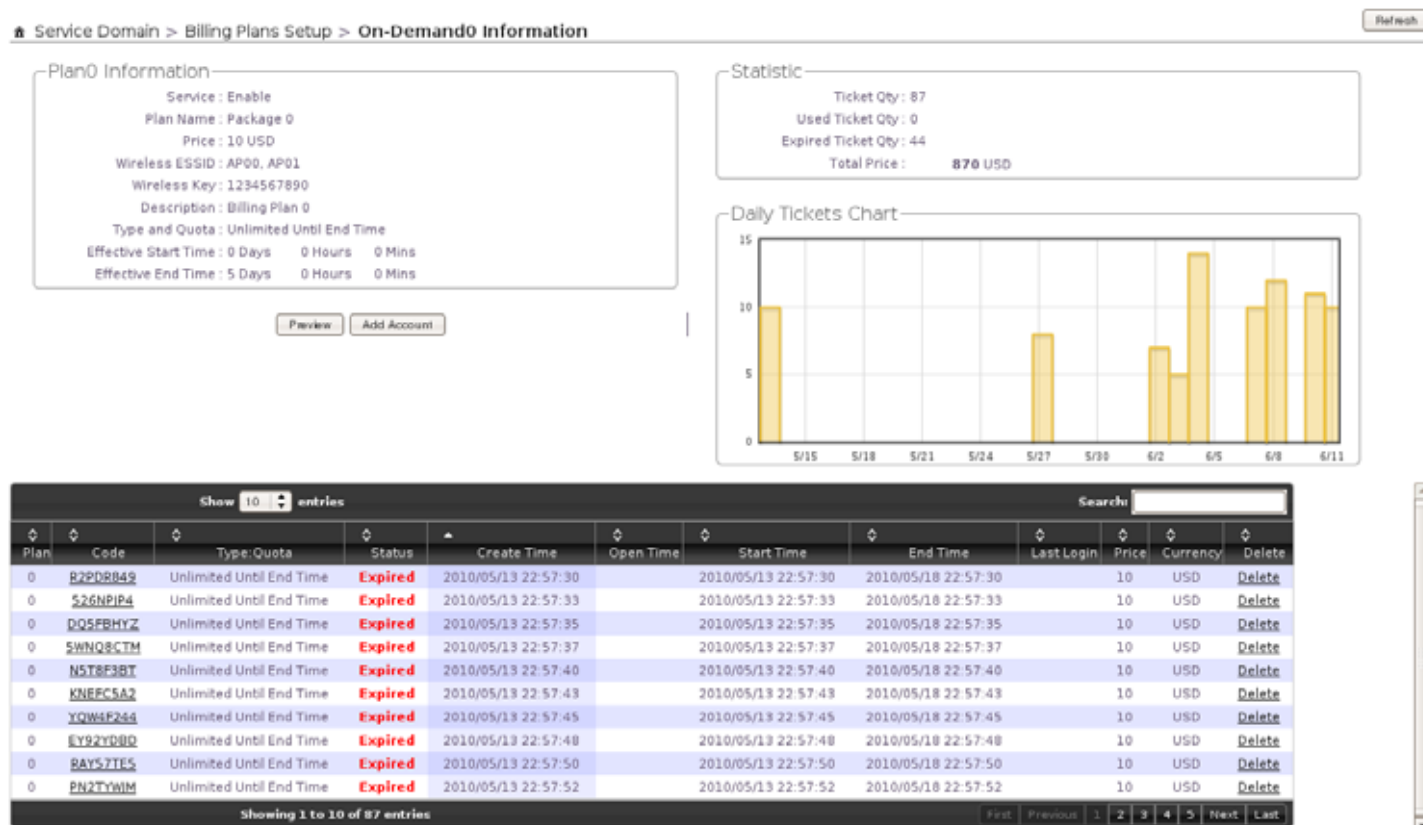 Refresh
Service Domain > Billing Plans Setup > On-Demand0 Information
Plan0 Information
Service : Enable
Plan Name : Package 0
Price : 10 USD
Wireless ESSID : AP00, AP01
Wireless Key : 1234567890
Description : Billing Plan 0
Type and Quota : Unlimited Until End Time
Effective Start Time : 0 Days 0 Hours 0 Mins
Effective End Time : 5 Days 0 Hours 0 Mins
Preview Add Account
Statistic
Ticket Qty : 87
Used Ticket Qty : 0
Expired Ticket Qty : 44
Total Price : 870 USD
Daily Tickets Chart
15
10
5
0
5/15 5/18 5/21 5/24 5/27 5/30 6/2 6/5 6/8 6/11
Show 10 entries Search:
Plan Code Type:Quota Status Create Time Open Time Start Time End Time Last Login Price Currency Delete
0 R2PDR849 Unlimited Until End Time Expired 2010/05/13 22:57:30 2010/05/13 22:57:30 2010/05/18 22:57:30 10 USD Delete
0 526NPJP4 Unlimited Until End Time Expired 2010/05/13 22:57:33 2010/05/13 22:57:33 2010/05/18 22:57:33 10 USD Delete
0 DQ5FBHYZ Unlimited Until End Time Expired 2010/05/13 22:57:35 2010/05/13 22:57:35 2010/05/18 22:57:35 10 USD Delete
0 5WNQ8CTM Unlimited Until End Time Expired 2010/05/13 22:57:37 2010/05/13 22:57:37 2010/05/18 22:57:37 10 USD Delete
0 N5T8F3BT Unlimited Until End Time Expired 2010/05/13 22:57:40 2010/05/13 22:57:40 2010/05/18 22:57:40 10 USD Delete
0 KNEFC5A2 Unlimited Until End Time Expired 2010/05/13 22:57:43 2010/05/13 22:57:43 2010/05/18 22:57:43 10 USD Delete
0 YQW4F244 Unlimited Until End Time Expired 2010/05/13 22:57:45 2010/05/13 22:57:45 2010/05/18 22:57:45 10 USD Delete
0 EY92YDBD Unlimited Until End Time Expired 2010/05/13 22:57:48 2010/05/13 22:57:48 2010/05/18 22:57:48 10 USD Delete
0 RAY57TES Unlimited Until End Time Expired 2010/05/13 22:57:50 2010/05/13 22:57:50 2010/05/18 22:57:50 10 USD Delete
0 PN2TYWJM Unlimited Until End Time Expired 2010/05/13 22:57:52 2010/05/13 22:57:52 2010/05/18 22:57:52 10 USD Delete
Showing 1 to 10 of 87 entries First Previous 1 2 3 4 5 Next Last